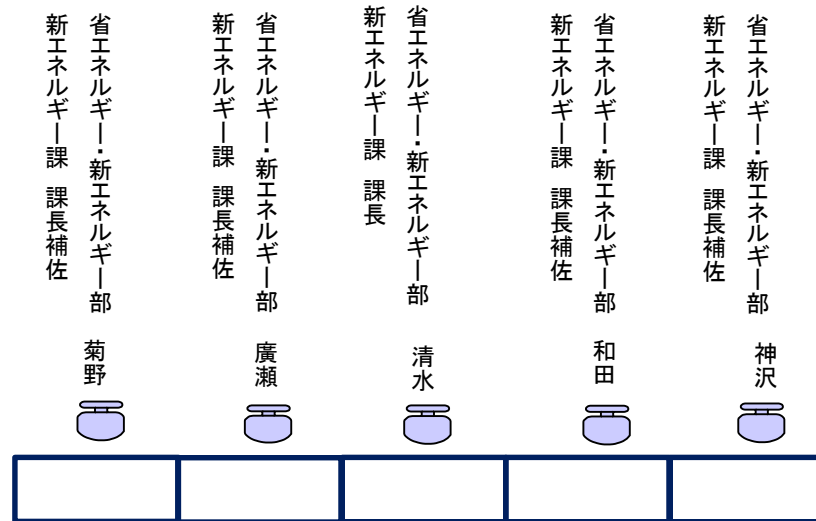 省エネルギー・新エネルギー部
新エネルギー課 課長補佐
神沢
省エネルギー・新エネルギー部
新エネルギー課 課長補佐
和田
省エネルギー・新エネルギー部
新エネルギー課 課長
清水
省エネルギー・新エネルギー部
新エネルギー課 課長補佐
廣瀬
省エネルギー・新エネルギー部
新エネルギー課 課長補佐
菊野